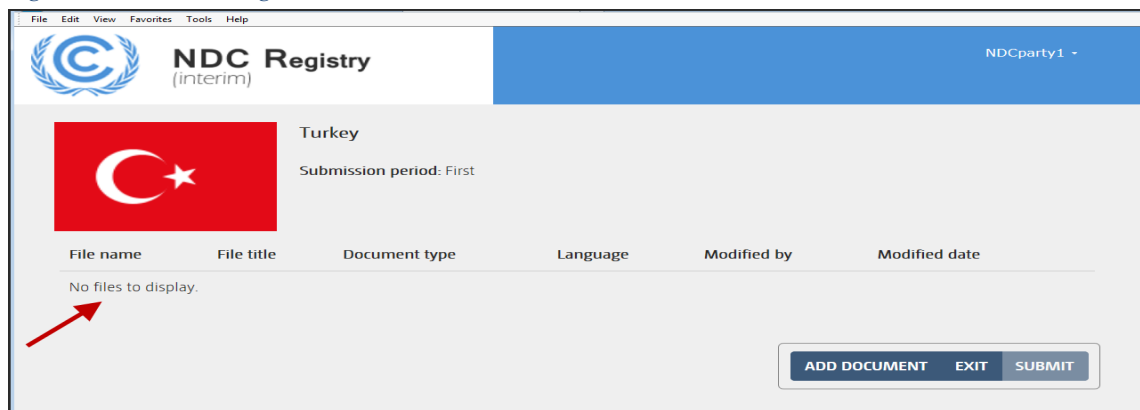 File Edit View Favorites Tools Help
NDC Registry
(interim)
NDCparty1
Turkey
Submission period: First
File name File title Document type Language Modified by Modified date
No files to display.
ADD DOCUMENT EXIT SUBMIT